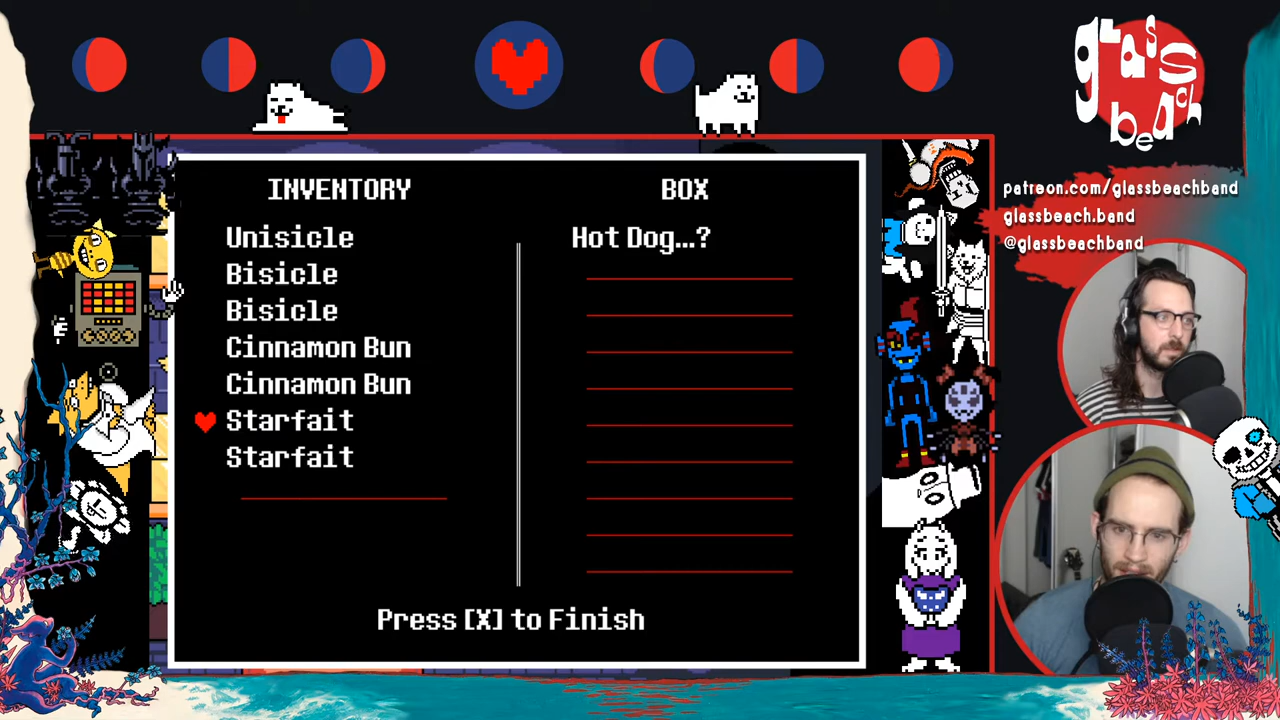 glass
beach
patreon.com/glassbeachband
glassbeach.band
@glassbeachband
INVENTORY
Unisicle
Bisicle
Bisicle
Cinnamon Bun
Cinnamon Bun
Starfait
Starfait
BOX
Hot Dog...?
Press [X] to Finish